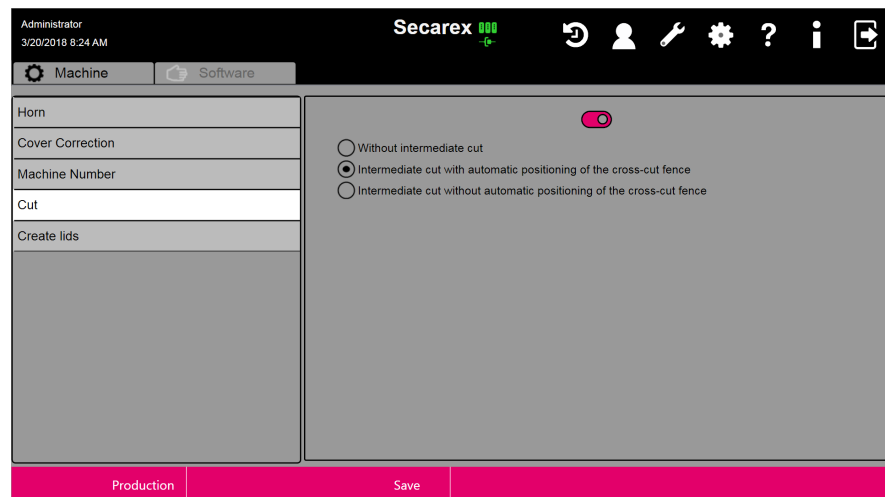 Administrator
3/20/2018 8:24 AM
Secarex
?
i
Machine
Software
Horn
Cover Correction
Machine Number
Cut
Create lids
Without intermediate cut
Intermediate cut with automatic positioning of the cross-cut fence
Intermediate cut without automatic positioning of the cross-cut fence
Production
Save